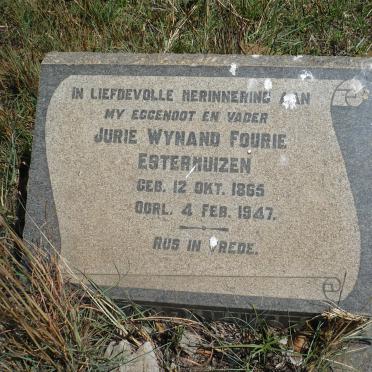 IN LIEFDEVOLLE HERINNERING AAN
MY EGGENOOT EN VADER
JURIE WYNAND FOURIE
ESTERHUIZEN
GEB. 12 OKT. 1865
OORL. 4 FEB. 1947.
RUS IN VREDE.